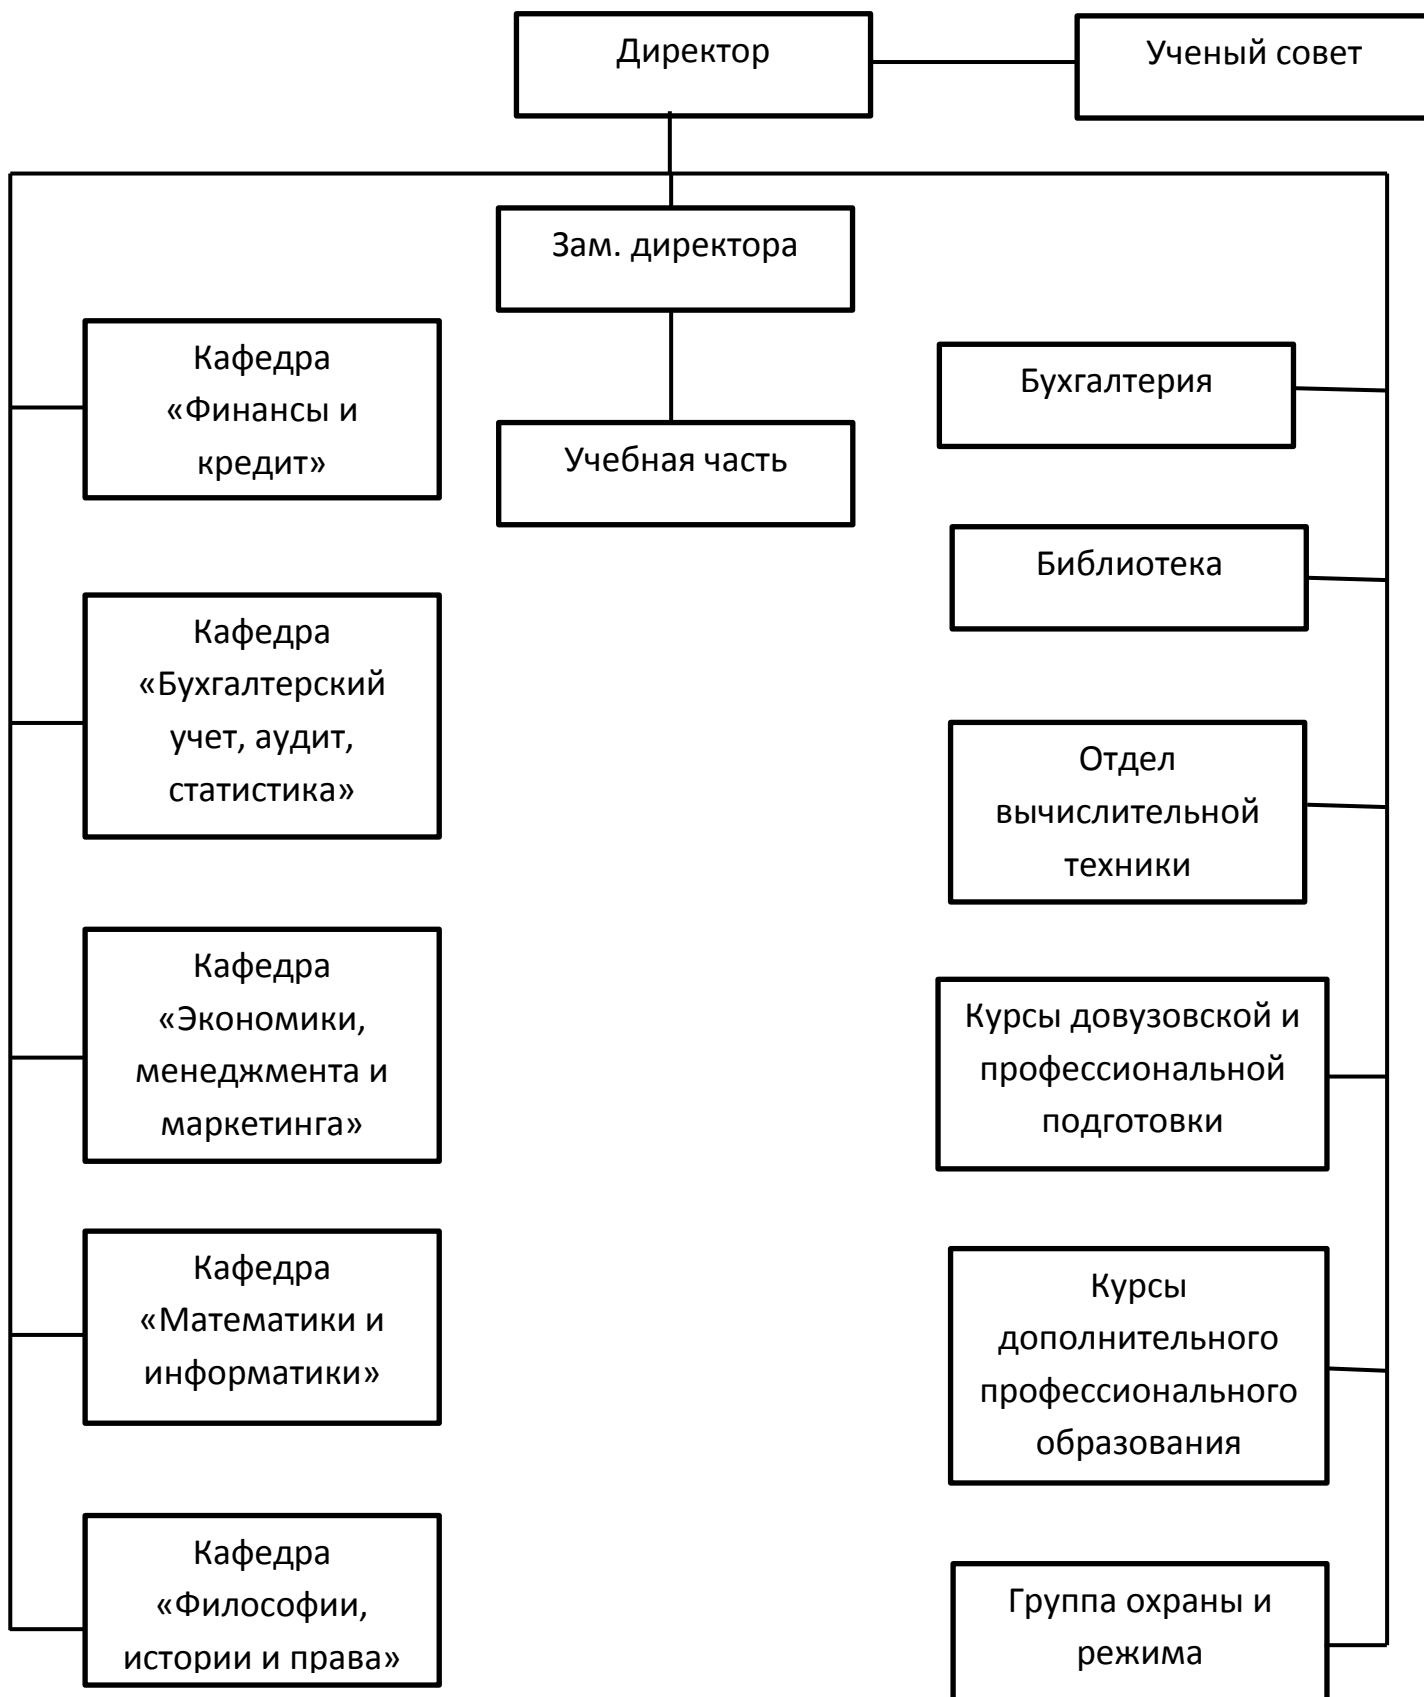 Директор
Ученый совет
Зам. директора
Учебная часть
Кафедра
«Финансы и
кредит»
Кафедра
«Бухгалтерский
учет, аудит,
статистика»
Кафедра
«Экономики,
менеджмента и
маркетинга»
Кафедра
«Математики и
информатики»
Кафедра
«Философии,
истории и права»
Бухгалтерия
Библиотека
Отдел
вычислительной
техники
Курсы довузовской и
профессиональной
подготовки
Курсы
дополнительного
профессионального
образования
Группа охраны и
режима